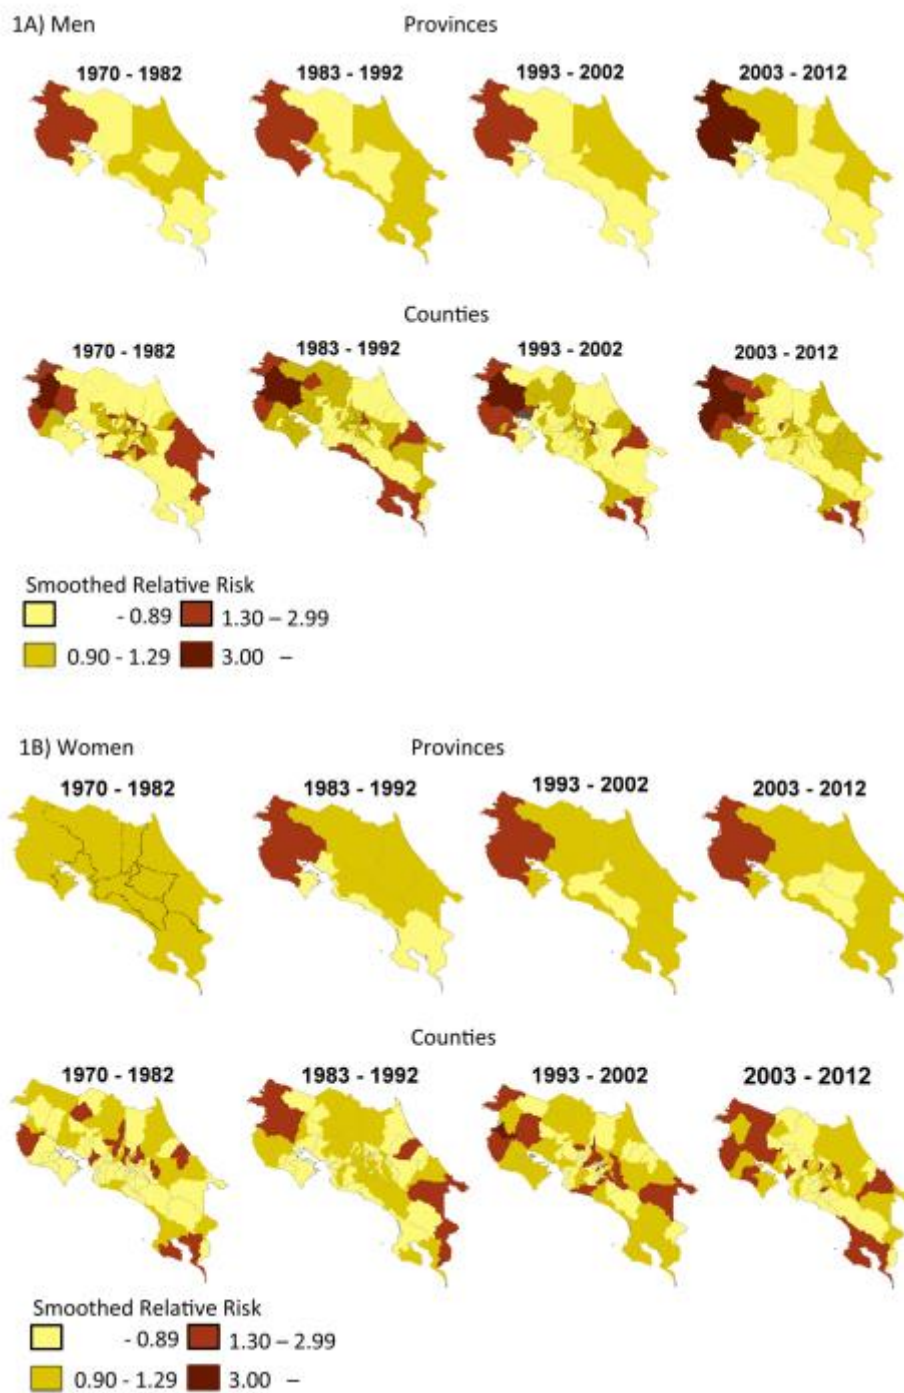 1A) Men Provinces
1970 - 1982 1983 - 1992 1993 - 2002 2003 - 2012
Counties
1970 - 1982 1983 - 1992 1993 - 2002 2003 - 2012
Smoothed Relative Risk
- 0.89 1.30 – 2.99
0.90 - 1.29 3.00 –
1B) Women Provinces
1970 - 1982 1983 - 1992 1993 - 2002 2003 - 2012
Counties
1970 - 1982 1983 - 1992 1993 - 2002 2003 - 2012
Smoothed Relative Risk
- 0.89 1.30 – 2.99
0.90 - 1.29 3.00 –